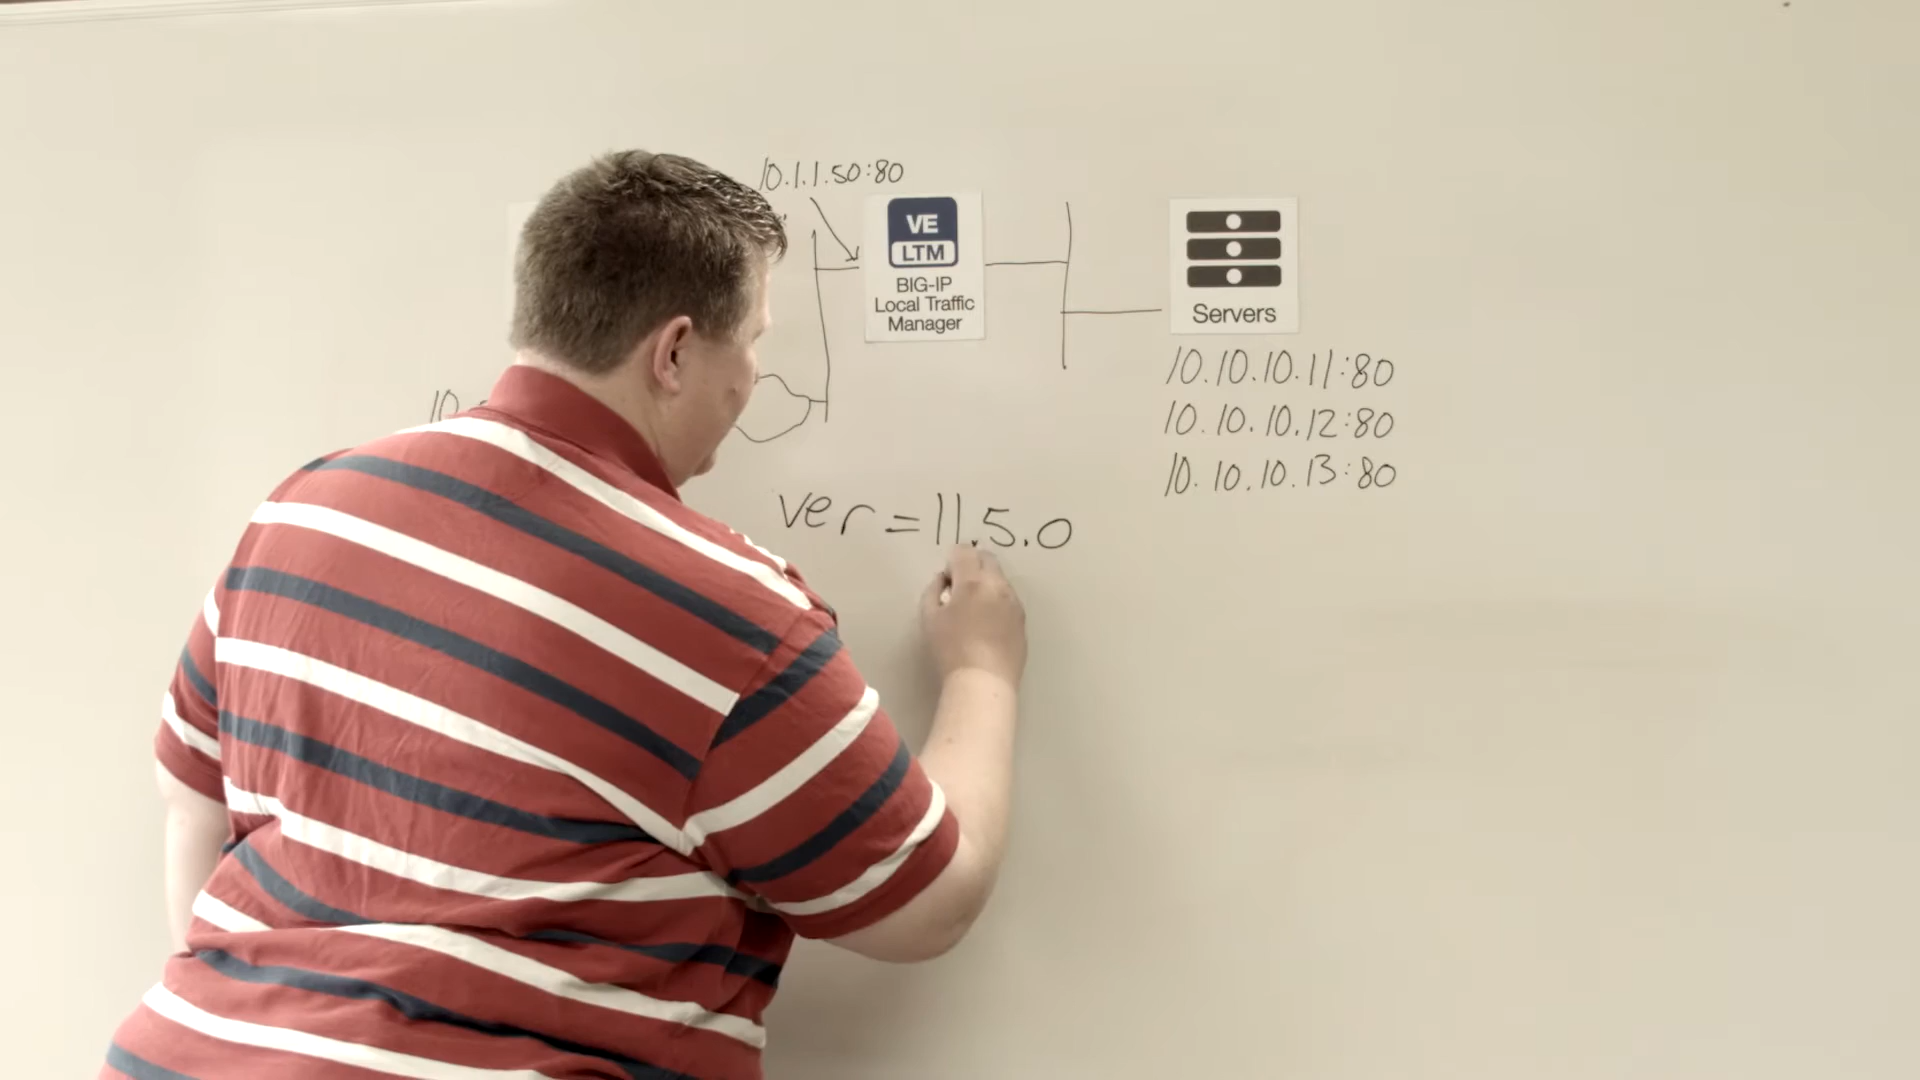 10.1.1.50:80
VE
LTM
BIG-IP
Local Traffic
Manager
Servers
10.10.10.11:80
10.10.10.12:80
10.10.10.13:80
10.
ver=11.5.0